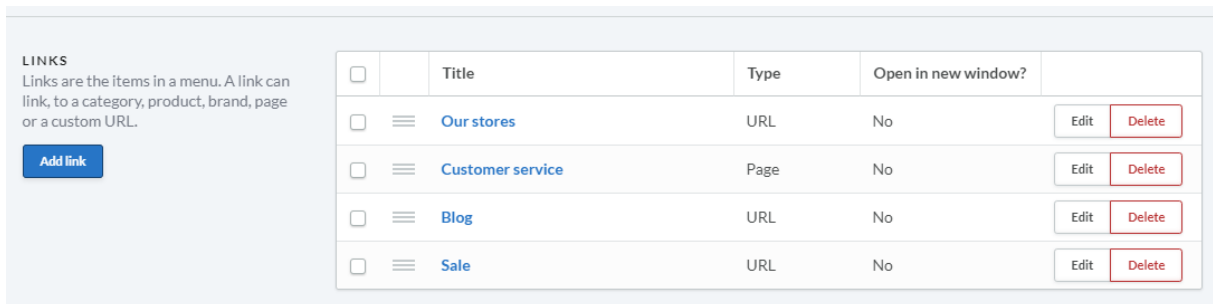 LINKS
Links are the items in a menu. A link can
link, to a category, product, brand, page
or a custom URL.
Add link
Title Type Open in new window?
Our stores URL No Edit Delete
Customer service Page No Edit Delete
Blog URL No Edit Delete
Sale URL No Edit Delete